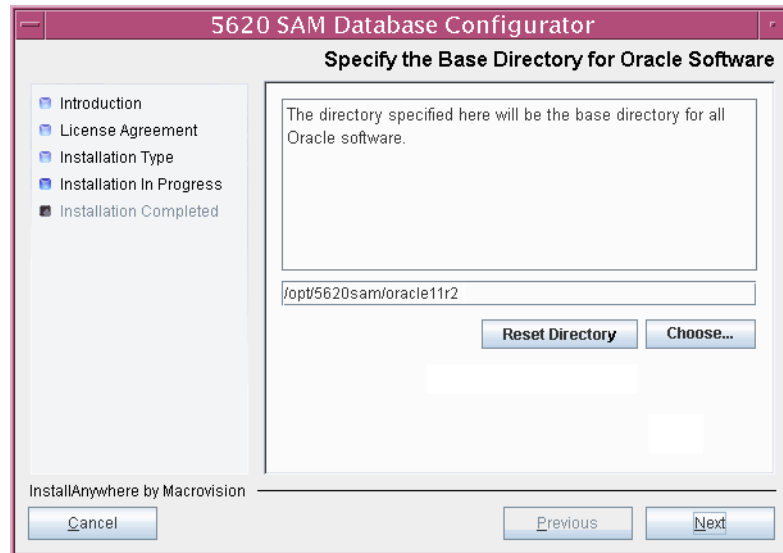 5620 SAM Database Configurator
Specify the Base Directory for Oracle Software
Introduction
License Agreement
Installation Type
Installation In Progress
Installation Completed
The directory specified here will be the base directory for all
Oracle software.
/opt/5620sam/oracle11r2
Reset Directory
Choose...
InstallAnywhere by Macrovision
Cancel
Previous
Next